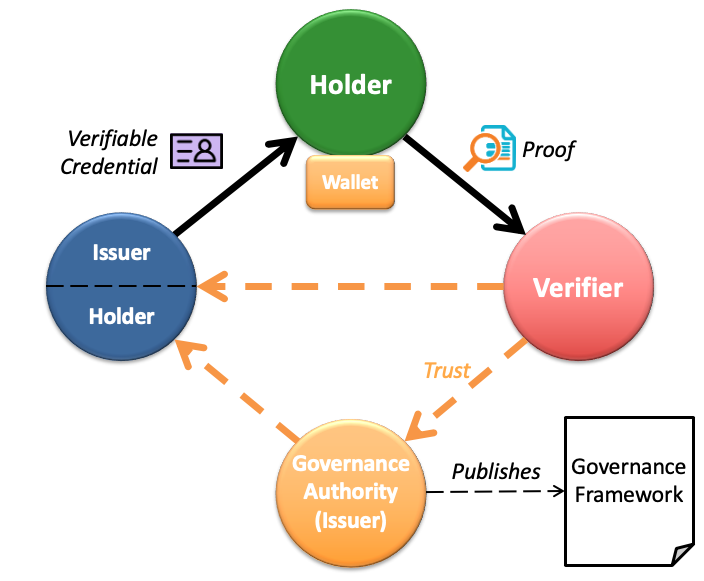 Holder
Verifiable
Credential
Proof
Wallet
Issuer
Holder
Verifier
Trust
Governance
Authority
(Issuer)
Publishes
Governance
Framework